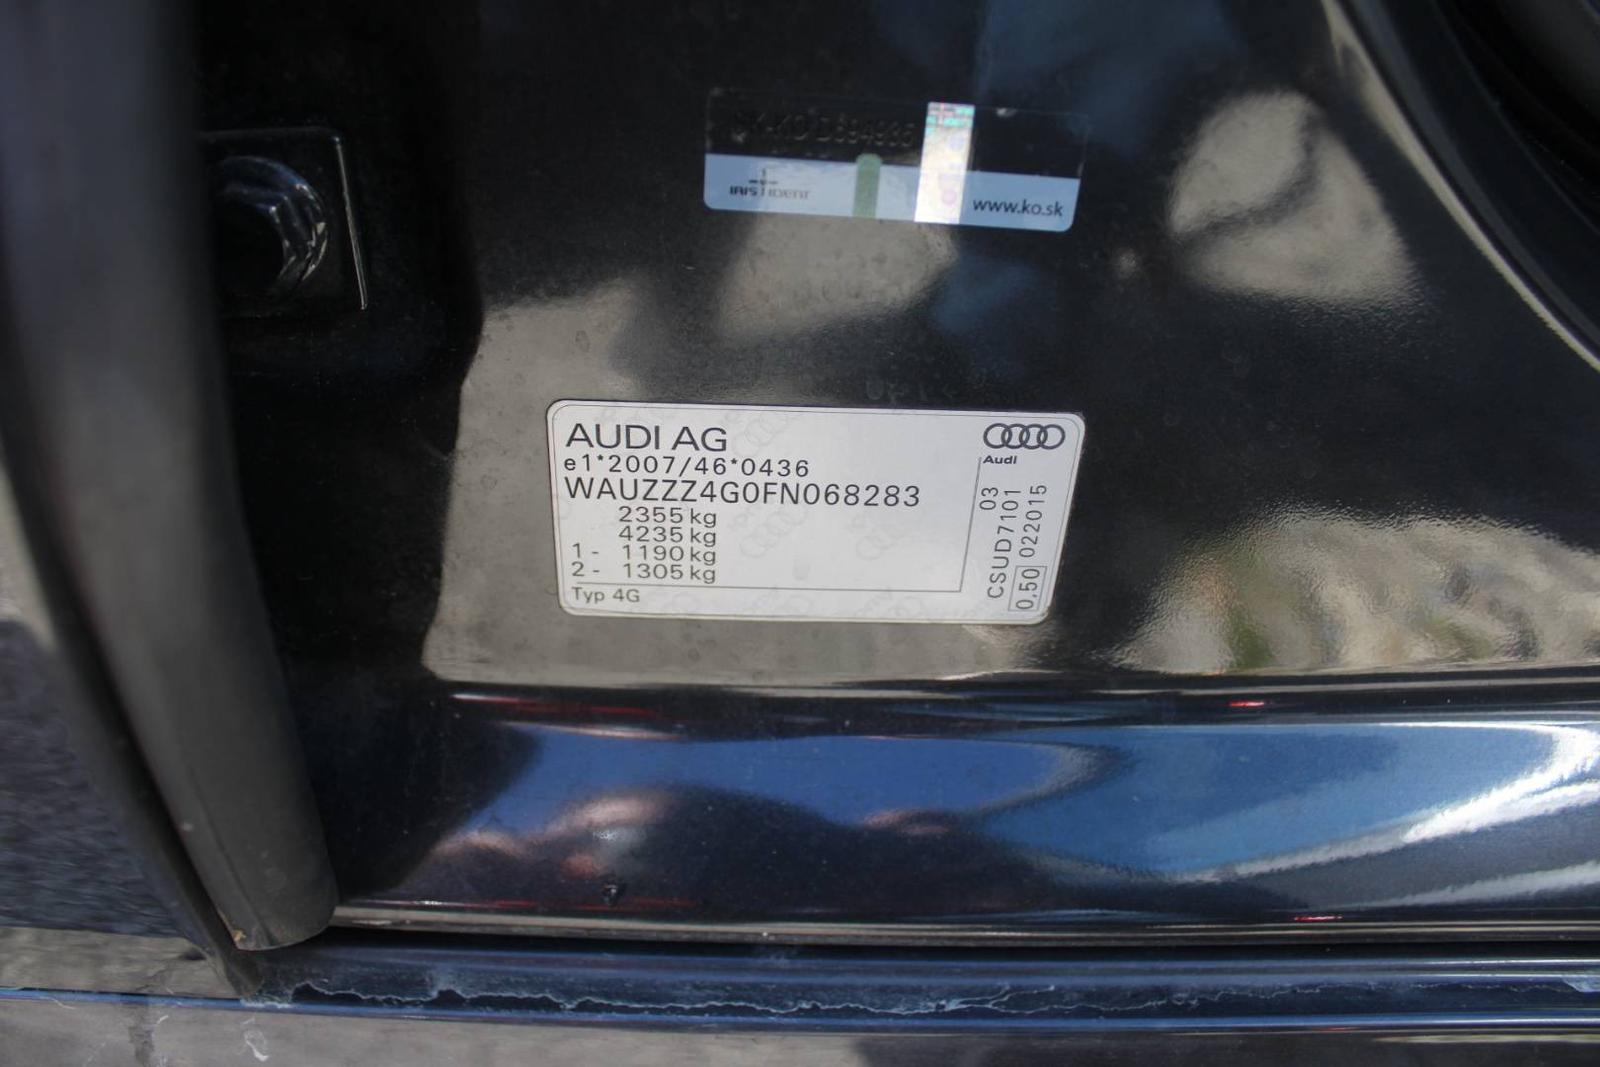 IRIS IDENT
www.ko.sk
AUDI AG
e1*2007/46*0436
WAUZZZ4G0FN068283
2355 kg
4235 kg
1 - 1190 kg
2 - 1305 kg
Typ 4G
Audi
CSUD7101 03
0,50 022015